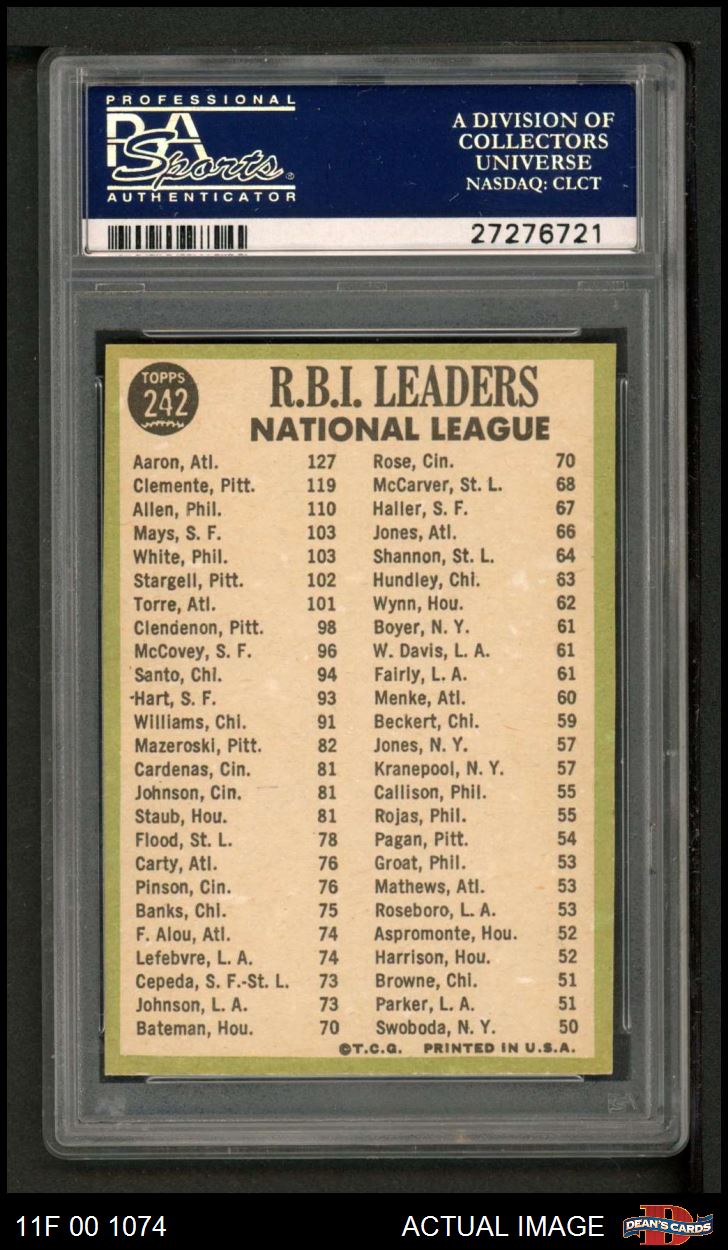 PROFESSIONAL
PSA
Sports®
AUTHENTICATOR
A DIVISION OF
COLLECTORS
UNIVERSE
NASDAQ: CLCT
27276721
TOPPS
242
R.B.I. LEADERS
NATIONAL LEAGUE
Aaron, Atl. 127
Clemente, Pitt. 119
Allen, Phil. 110
Mays, S. F. 103
White, Phil. 103
Stargell, Pitt. 102
Torre, Atl. 101
Clendenon, Pitt. 98
McCovey, S. F. 96
Santo, Chi. 94
Hart, S. F. 93
Williams, Chi. 91
Mazeroski, Pitt. 82
Cardenas, Cin. 81
Johnson, Cin. 81
Staub, Hou. 81
Flood, St. L. 78
Carty, Atl. 76
Pinson, Cin. 76
Banks, Chi. 75
F. Alou, Atl. 74
Lefebvre, L. A. 74
Cepeda, S. F.-St. L. 73
Johnson, L. A. 73
Bateman, Hou. 70
Rose, Cin. 70
McCarver, St. L. 68
Haller, S. F. 67
Jones, Atl. 66
Shannon, St. L. 64
Hundley, Chi. 63
Wynn, Hou. 62
Boyer, N. Y. 61
W. Davis, L. A. 61
Fairly, L. A. 61
Menke, Atl. 60
Beckert, Chi. 59
Jones, N. Y. 57
Kranepool, N. Y. 57
Callison, Phil. 55
Rojas, Phil. 55
Pagan, Pitt. 54
Groat, Phil. 53
Mathews, Atl. 53
Roseboro, L. A. 53
Aspromonte, Hou. 52
Harrison, Hou. 52
Browne, Chi. 51
Parker, L. A. 51
Swoboda, N. Y. 50
©T.C.G. PRINTED IN U.S.A.
11F 00 1074
ACTUAL IMAGE
D
DEAN'S CARDS